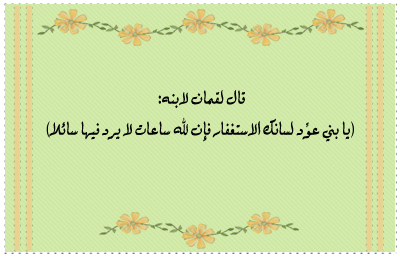 قال لقمان لابنه:
(يا بني عوِّد لسانك الاستغفار فإن لله ساعات لا يرد فيها سائلا)